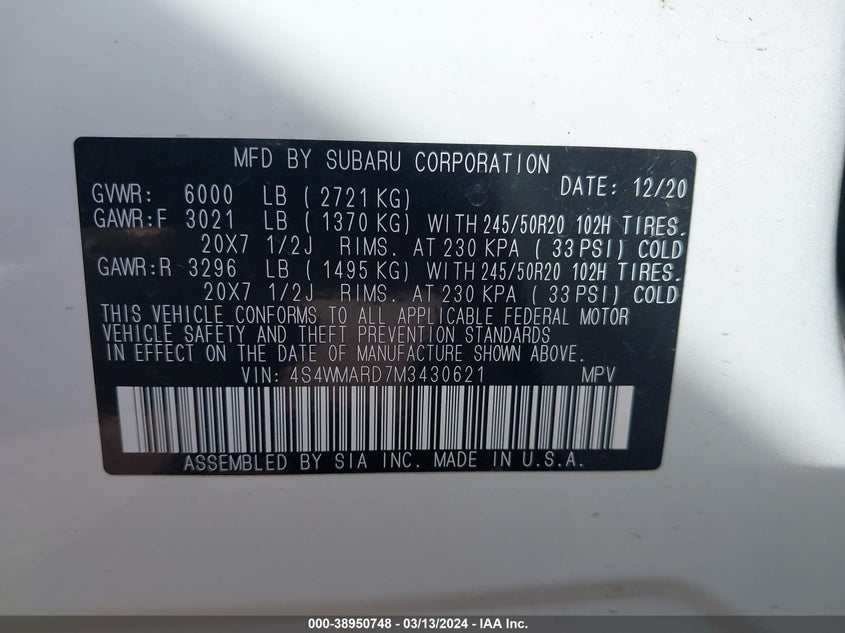 MFD BY SUBARU CORPORATION
DATE: 12/20
GVWR: 6000 LB ( 2721 KG)
GAWR:F 3021 LB ( 1370 KG) WITH 245/50R20 102H TIRES.
20X7 1/2J RIMS. AT 230 KPA ( 33 PSI) COLD
GAWR:R 3296 LB ( 1495 KG) WITH 245/50R20 102H TIRES.
20X7 1/2J RIMS. AT 230 KPA ( 33 PSI) COLD
THIS VEHICLE CONFORMS TO ALL APPLICABLE FEDERAL MOTOR
VEHICLE SAFETY AND THEFT PREVENTION STANDARDS
IN EFFECT ON THE DATE OF MANUFACTURE SHOWN ABOVE.
VIN: 4S4WMARD7M3430621 MPV
ASSEMBLED BY SIA INC. MADE IN U.S.A.
000-38950748 - 03/13/2024 - IAA Inc.